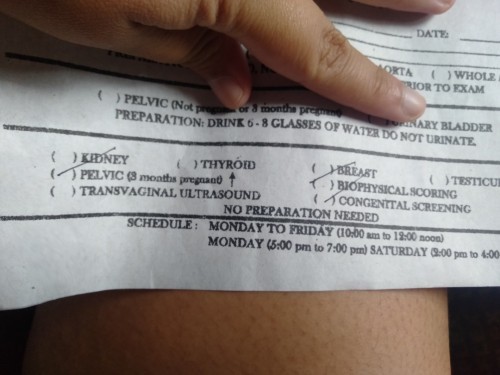 DATE:
AORTA ( ) WHOLE
PRIOR TO EXAM
( ) PELVIC (Not pregnant or 3 months pregnant) ( ) URINARY BLADDER
PREPARATION: DRINK 6 - 8 GLASSES OF WATER DO NOT URINATE.
( ) KIDNEY ( ) THYROID ( ) BREAST ( ) TESTICU
( ) PELVIC (3 months pregnant) ↑ ( ) BIOPHYSICAL SCORING
( ) TRANSVAGINAL ULTRASOUND ( ) CONGENITAL SCREENING
NO PREPARATION NEEDED
SCHEDULE : MONDAY TO FRIDAY (10:00 am to 12:00 noon)
MONDAY (5:00 pm to 7:00 pm) SATURDAY (2:00 pm to 4:00